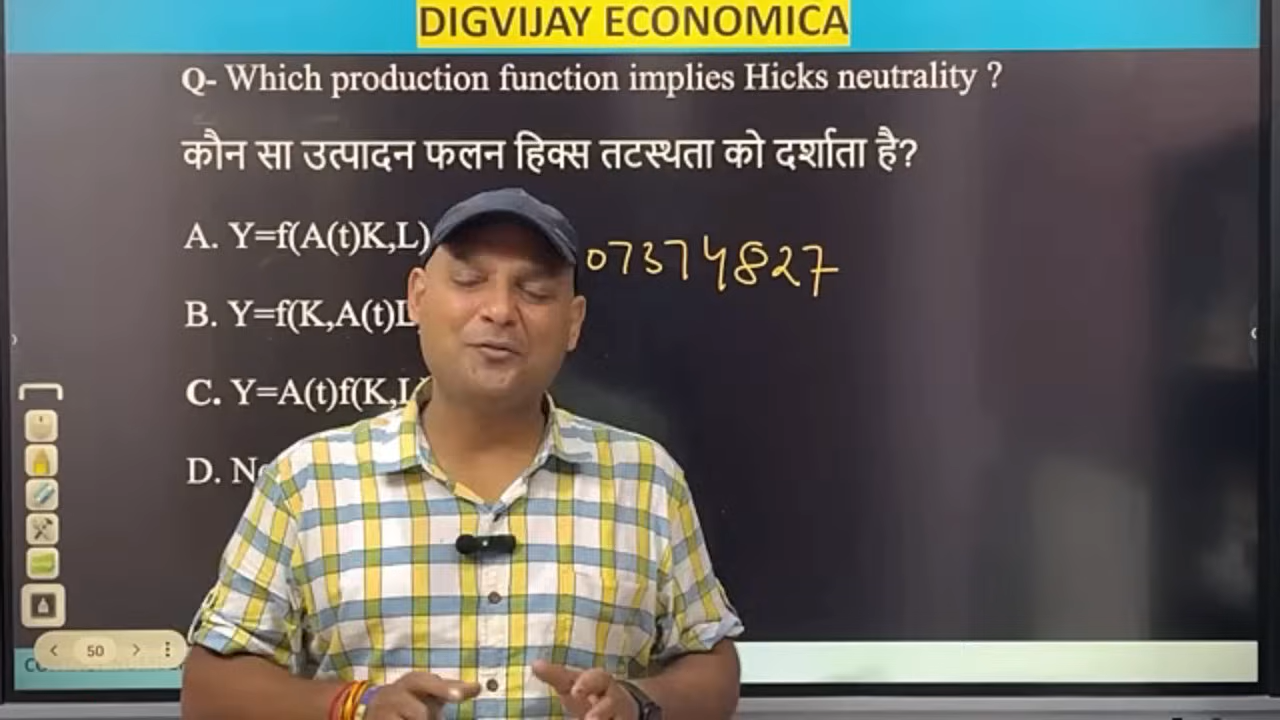 DIGVIJAY ECONOMICA
Q- Which production function implies Hicks neutrality ?
कौन सा उत्पादन फलन हिक्स तटस्थता को दर्शाता है?
A. Y=f(A(t)K,L)
07374827
B. Y=f(K,A(t)L
C. Y=A(t)f(K,L)
D.
50